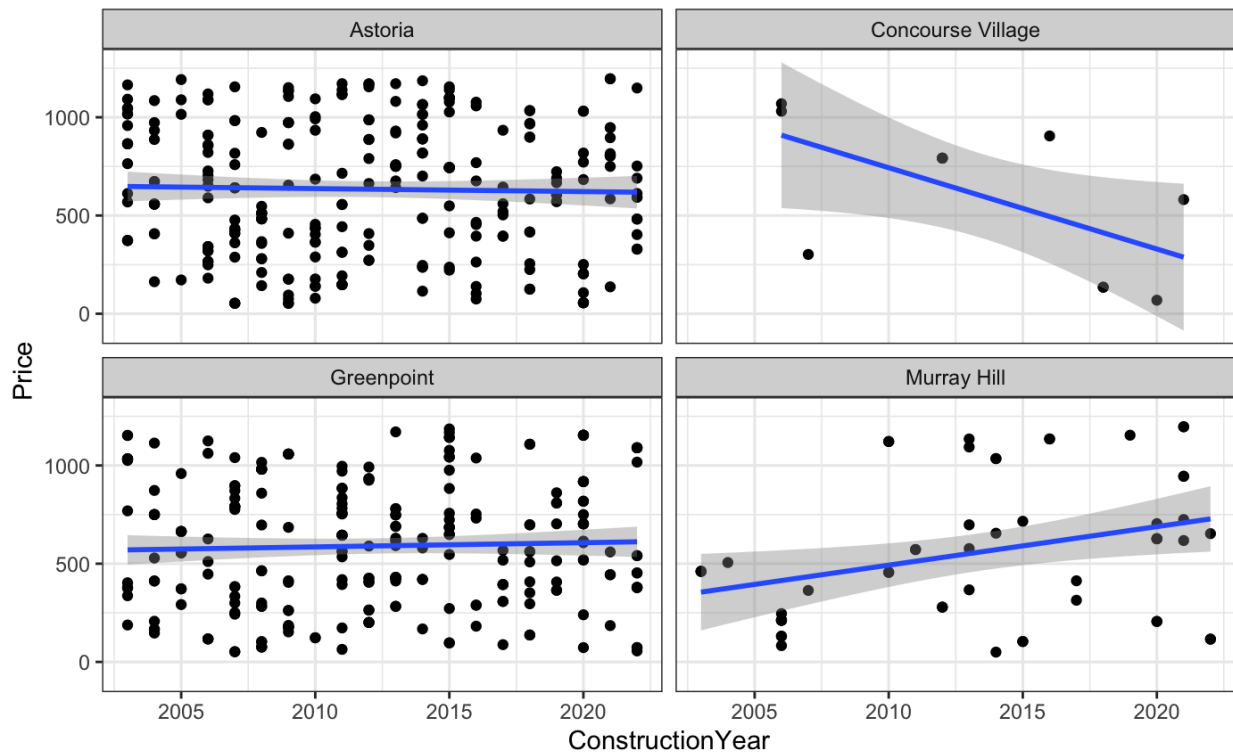 Astoria
Concourse Village
1000
500
0
Greenpoint
Murray Hill
1000
500
0
2005 2010 2015 2020
2005 2010 2015 2020
ConstructionYear
Price